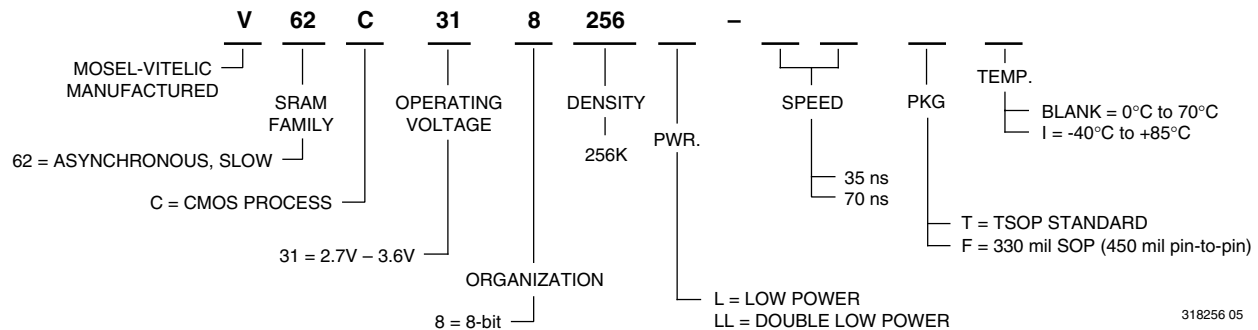 V 62 C 31 8 256 –
MOSEL-VITELIC
MANUFACTURED
SRAM
FAMILY
62 = ASYNCHRONOUS, SLOW
C = CMOS PROCESS
OPERATING
VOLTAGE
31 = 2.7V – 3.6V
ORGANIZATION
8 = 8-bit
DENSITY
256K
PWR.
L = LOW POWER
LL = DOUBLE LOW POWER
SPEED
35 ns
70 ns
PKG
T = TSOP STANDARD
F = 330 mil SOP (450 mil pin-to-pin)
TEMP.
BLANK = 0°C to 70°C
I = -40°C to +85°C
318256 05